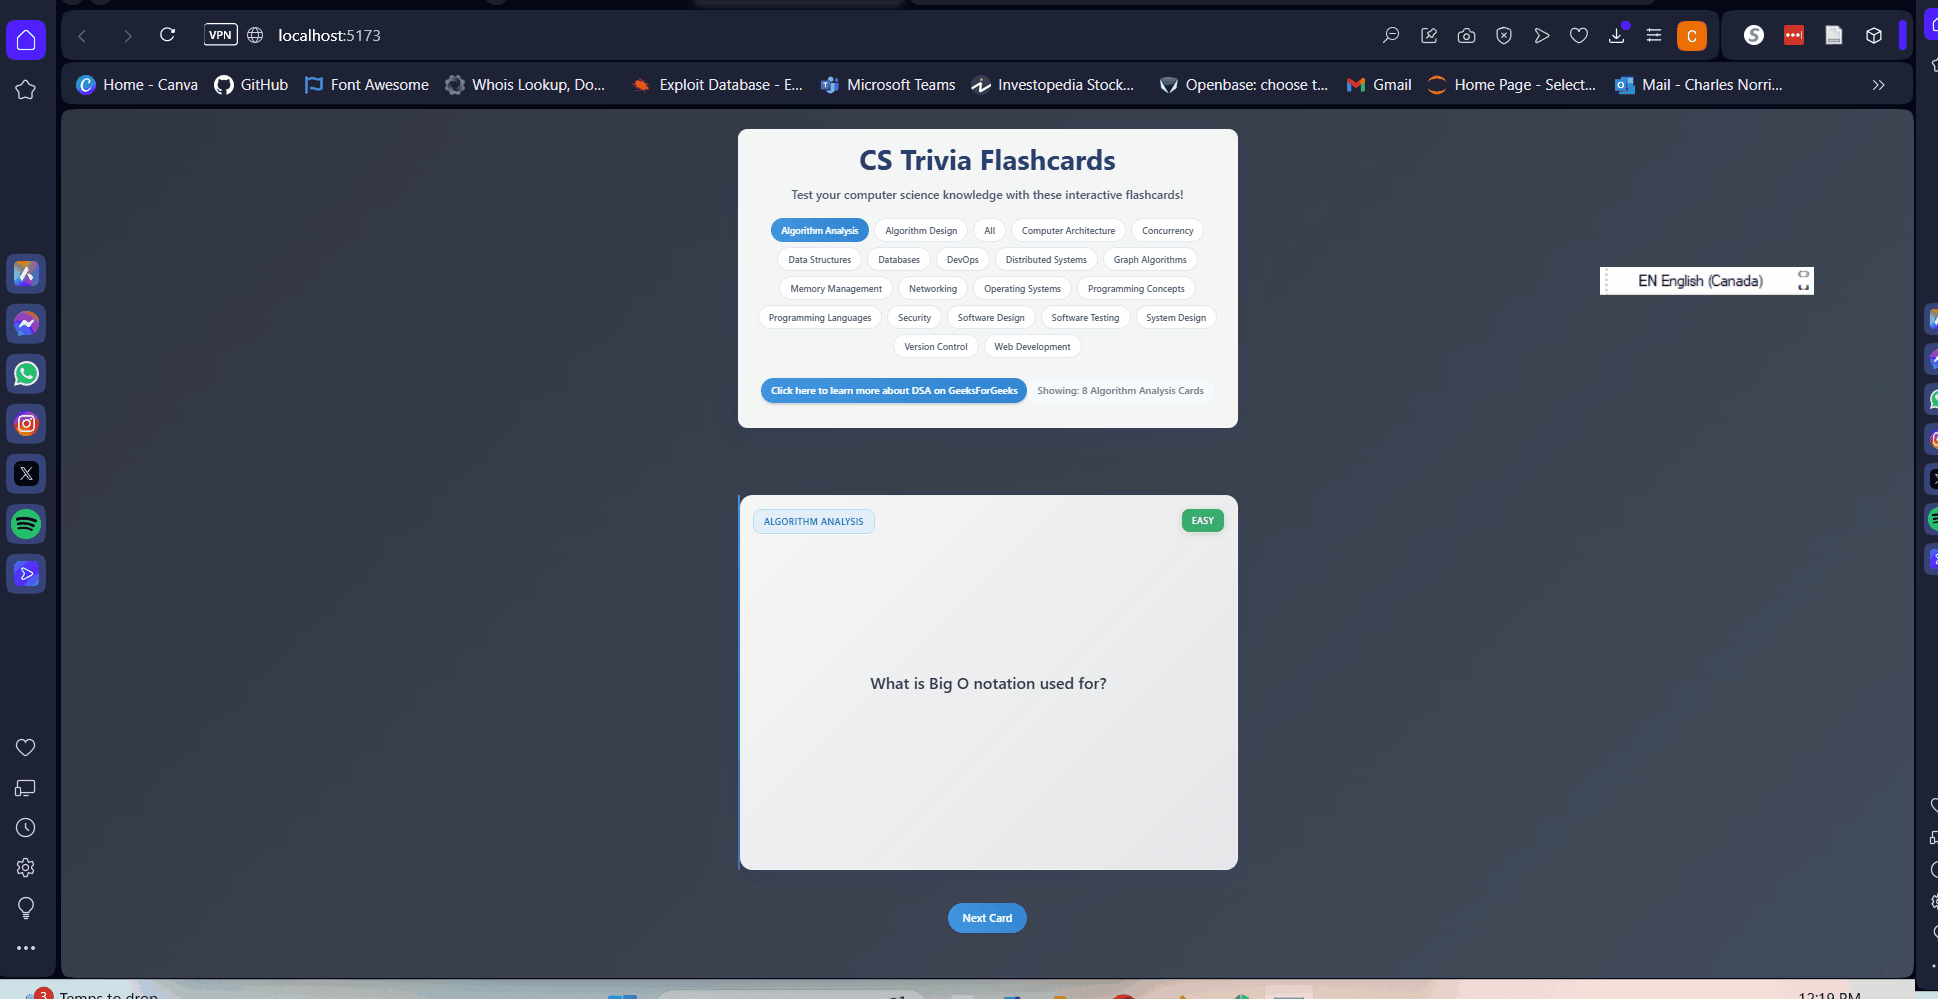 VPN
localhost:5173
C
S
Home - Canva
GitHub
Font Awesome
Whois Lookup, Do...
Exploit Database - E...
Microsoft Teams
Investopedia Stock...
Openbase: choose t...
Gmail
Home Page - Select...
Mail - Charles Norri...
CS Trivia Flashcards
Test your computer science knowledge with these interactive flashcards!
Algorithm Analysis
Algorithm Design
All
Computer Architecture
Concurrency
Data Structures
Databases
DevOps
Distributed Systems
Graph Algorithms
Memory Management
Networking
Operating Systems
Programming Concepts
Programming Languages
Security
Software Design
Software Testing
System Design
Version Control
Web Development
Click here to learn more about DSA on GeeksForGeeks
Showing: 8 Algorithm Analysis Cards
EN English (Canada)
ALGORITHM ANALYSIS
EASY
What is Big O notation used for?
Next Card
3
Temps to drop
12:19 PM